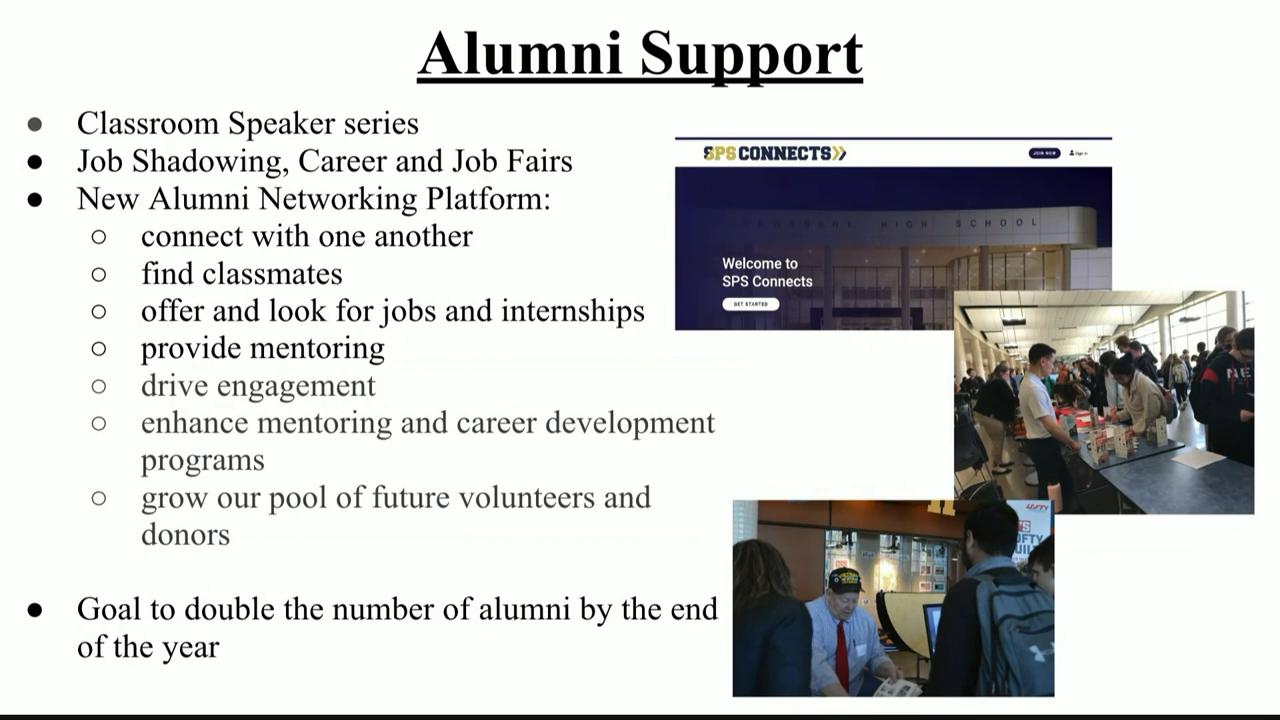 Alumni Support
● Classroom Speaker series
● Job Shadowing, Career and Job Fairs
● New Alumni Networking Platform:
○ connect with one another
○ find classmates
○ offer and look for jobs and internships
○ provide mentoring
○ drive engagement
○ enhance mentoring and career development
programs
○ grow our pool of future volunteers and
donors
● Goal to double the number of alumni by the end
of the year
SPS CONNECTS
JOIN NOW
Sign in
HIGH SCHOOL
Welcome to
SPS Connects
GET STARTED